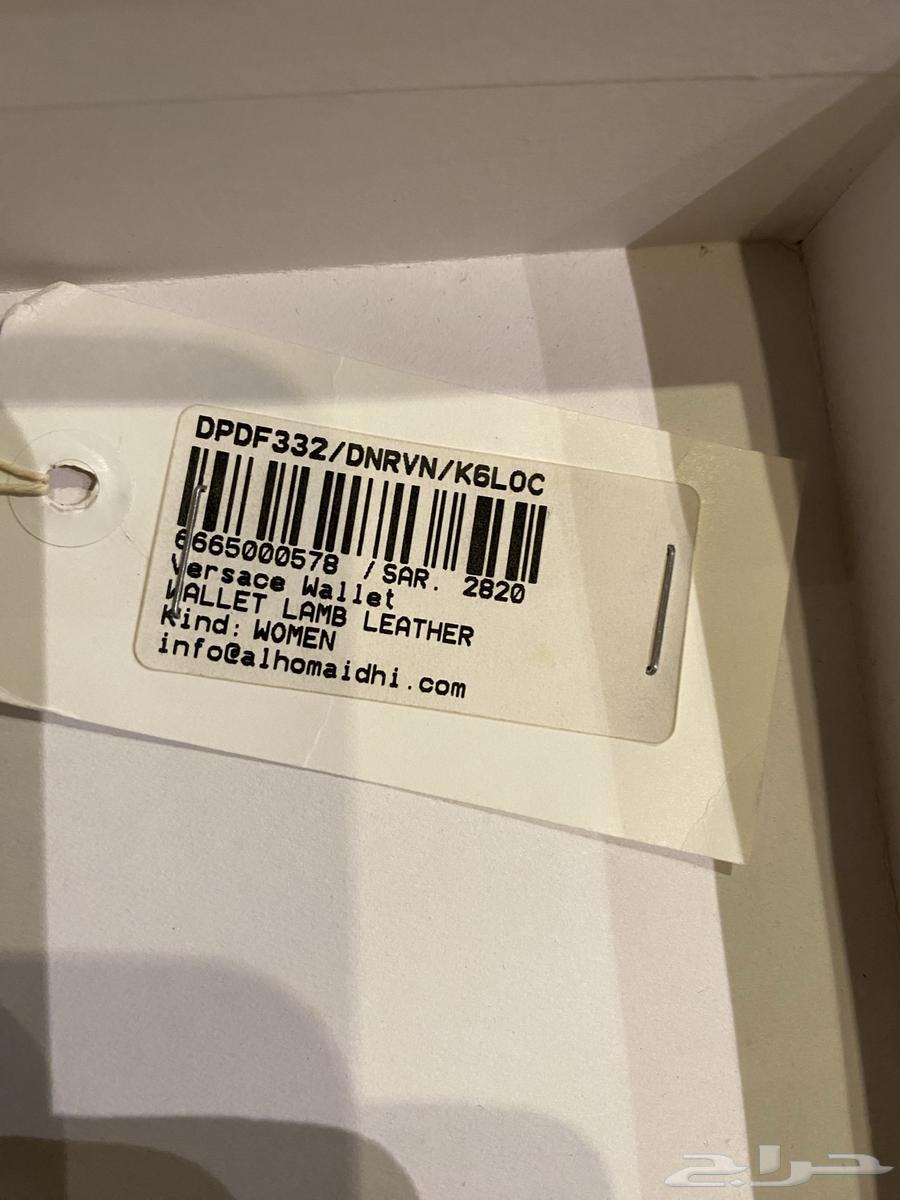 DPDF332/DNRVN/K6LOC
6665000578 /SAR. 2820
Versace Wallet
WALLET LAMB LEATHER
Kind: WOMEN
info@alhomaidhi.com
حراج